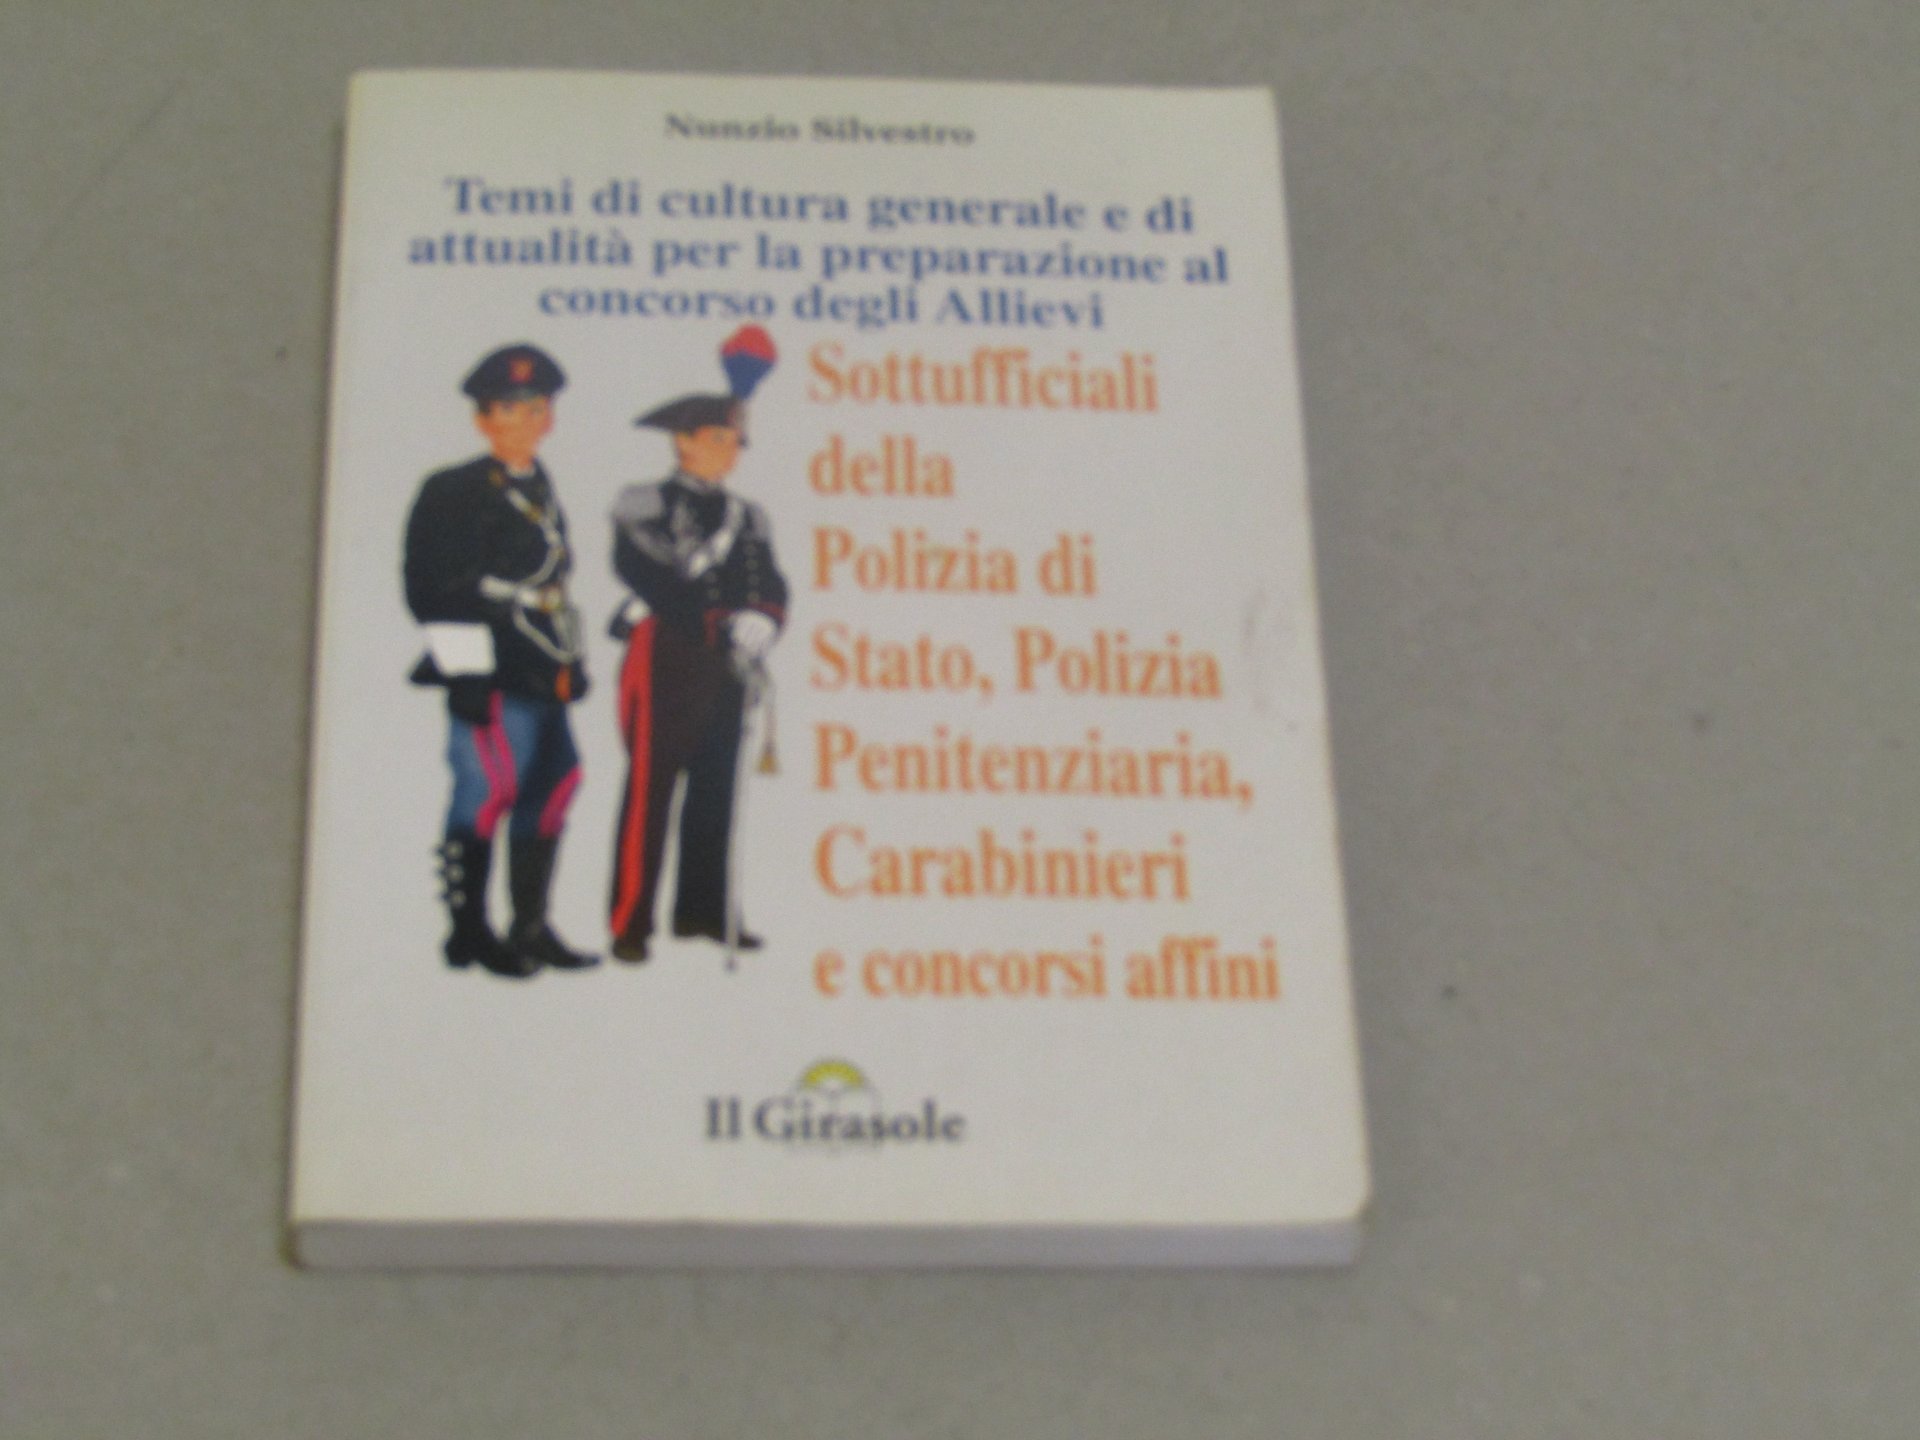 Nunzio Silvestro
Temi di cultura generale e di
attualità per la preparazione al
concorso degli Allievi
Sottufficiali
della
Polizia di
Stato, Polizia
Penitenziaria,
Carabinieri
e concorsi affini
Il Girasole